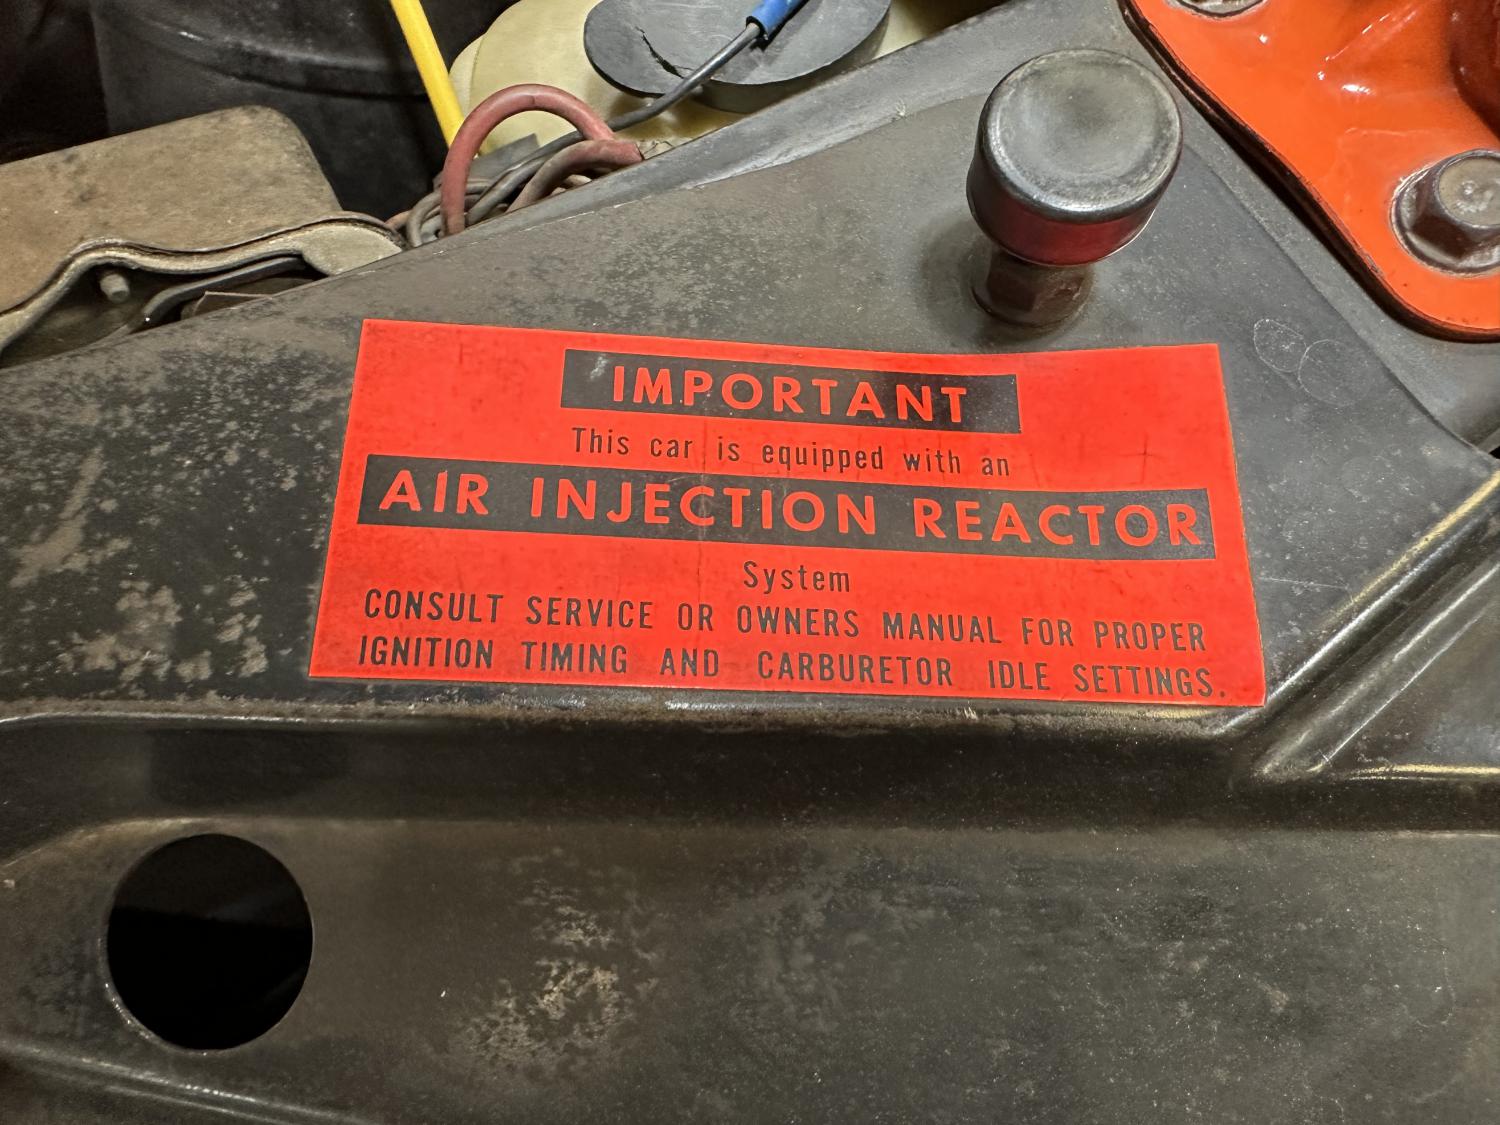 IMPORTANT
This car is equipped with an
AIR INJECTION REACTOR
System
CONSULT SERVICE OR OWNERS MANUAL FOR PROPER
IGNITION TIMING AND CARBURETOR IDLE SETTINGS.